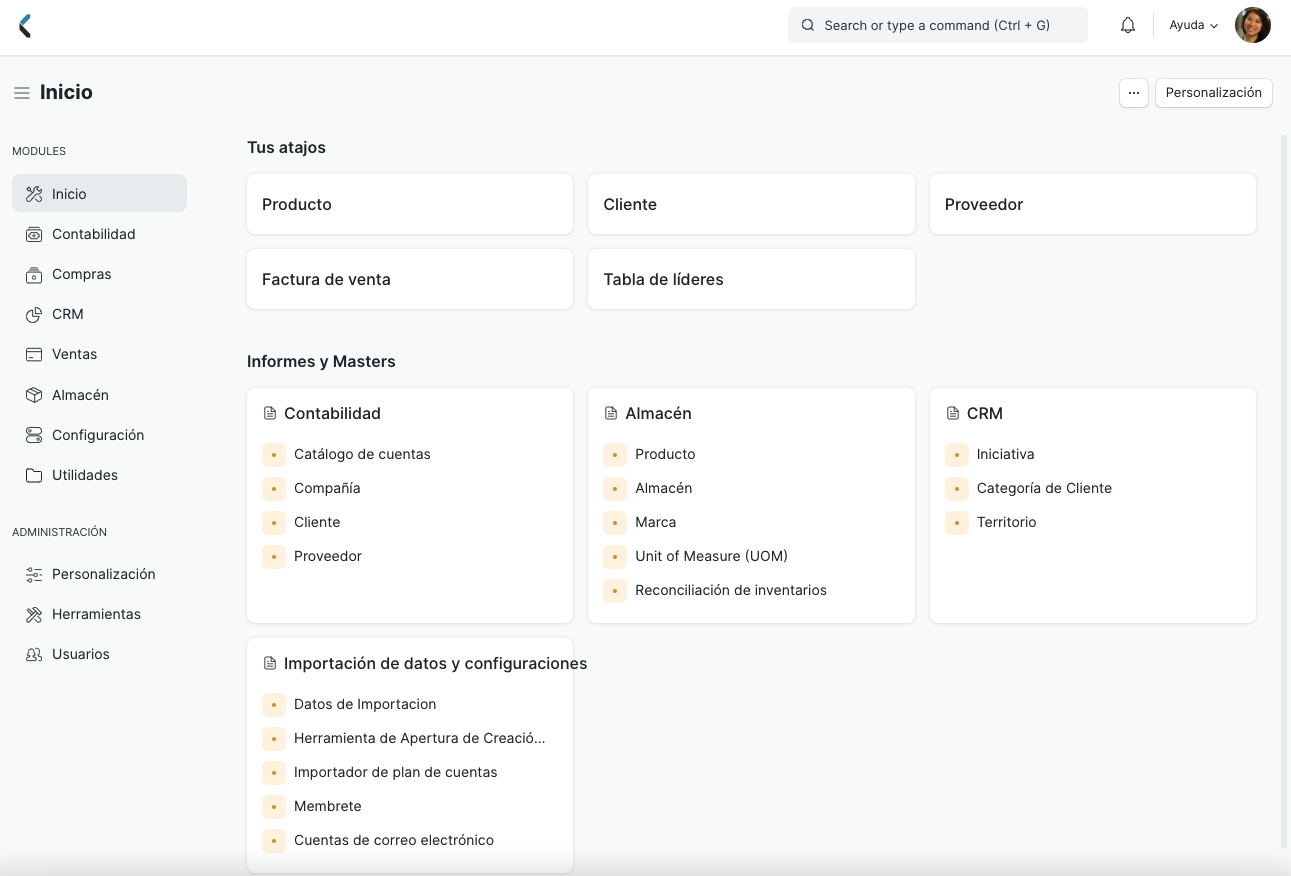 Search or type a command (Ctrl + G)
Ayuda
Inicio
...
Personalización
MODULES
Inicio
Contabilidad
Compras
CRM
Ventas
Almacén
Configuración
Utilidades
ADMINISTRACIÓN
Personalización
Herramientas
Usuarios
Tus atajos
Producto
Cliente
Proveedor
Factura de venta
Tabla de líderes
Informes y Masters
Contabilidad
Catálogo de cuentas
Compañía
Cliente
Proveedor
Almacén
Producto
Almacén
Marca
Unit of Measure (UOM)
Reconciliación de inventarios
CRM
Iniciativa
Categoría de Cliente
Territorio
Importación de datos y configuraciones
Datos de Importacion
Herramienta de Apertura de Creació...
Importador de plan de cuentas
Membrete
Cuentas de correo electrónico